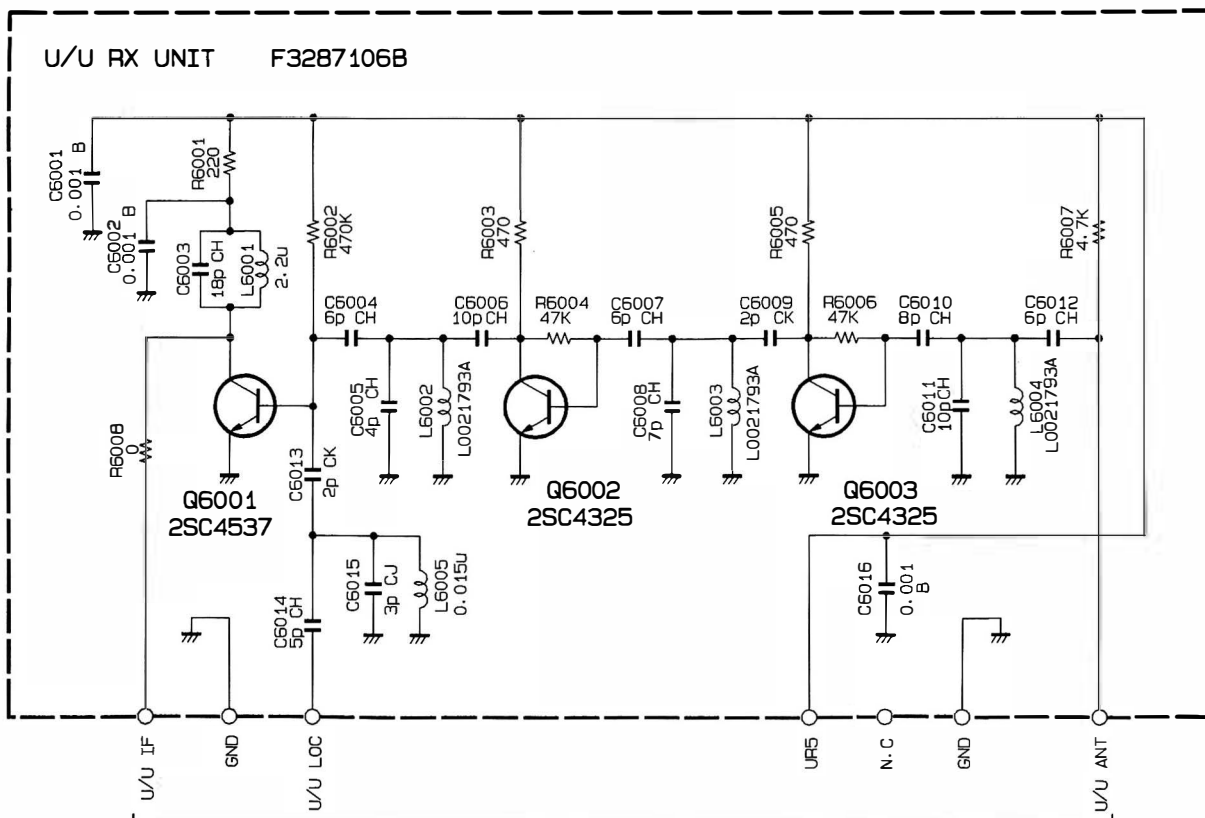 U/U RX UNIT F3287106B
C6001
0.001 B
R6001
220
C6002
0.001 B
C6003
18p CH
L6001
2.2u
R6002
470K
R6003
470
R6005
470
R6007
4.7K
C6004
6p CH
C6006
10p CH
R6004
47K
C6007
6p CH
C6009
2p CK
R6006
47K
C6010
8p CH
C6012
6p CH
C6005
4p CH
L6002
L0021793A
C6008
7p CH
L6003
L0021793A
C6011
10pCH
L6004
L0021793A
R6008
0
Q6001
2SC4537
C6013
2p CK
Q6002
2SC4325
Q6003
2SC4325
C6014
5p CH
C6015
3p CJ
L6005
0.015u
C6016
0.001
B
U/U IF
GND
U/U LOC
UR5
N.C
GND
U/U ANT